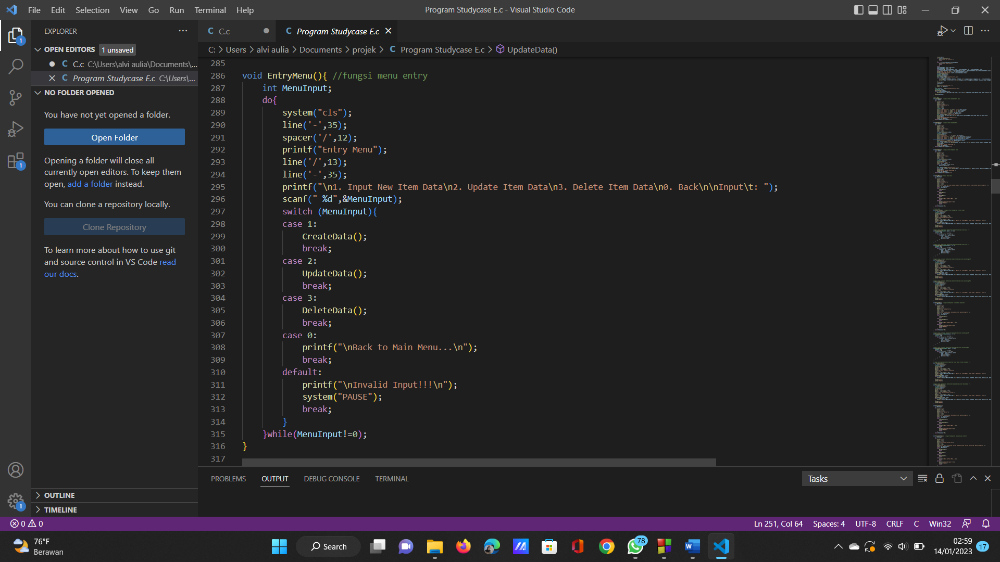 File Edit Selection View Go Run Terminal Help
Program Studycase E.c - Visual Studio Code
EXPLORER
OPEN EDITORS 1 unsaved
C C.c C:\Users\alvi aulia\Documents\...
C Program Studycase E.c C:\Users\...
NO FOLDER OPENED
You have not yet opened a folder.
Open Folder
Opening a folder will close all
currently open editors. To keep them
open, add a folder instead.
You can clone a repository locally.
Clone Repository
To learn more about how to use git
and source control in VS Code read
our docs.
OUTLINE
TIMELINE
1
1
1
C C.c
C Program Studycase E.c
C: > Users > alvi aulia > Documents > projek > C Program Studycase E.c > UpdateData()
285
286 void EntryMenu(){ //fungsi menu entry
287 int MenuInput;
288 do{
289 system("cls");
290 line('-',35);
291 spacer('/',12);
292 printf("Entry Menu");
293 line('/',13);
294 line('-',35);
295 printf("\n1. Input New Item Data\n2. Update Item Data\n3. Delete Item Data\n0. Back\n\nInput\t: ");
296 scanf(" %d",&MenuInput);
297 switch (MenuInput){
298 case 1:
299 CreateData();
300 break;
301 case 2:
302 UpdateData();
303 break;
304 case 3:
305 DeleteData();
306 break;
307 case 0:
308 printf("\nBack to Main Menu...\n");
309 break;
310 default:
311 printf("\nInvalid Input!!!\n");
312 system("PAUSE");
313 break;
314 }
315 }while(MenuInput!=0);
316 }
317
PROBLEMS OUTPUT DEBUG CONSOLE TERMINAL
Tasks
0 0
Ln 251, Col 64 Spaces: 4 UTF-8 CRLF C Win32
76°F
Berawan
Search
78
02:59
14/01/2023
17